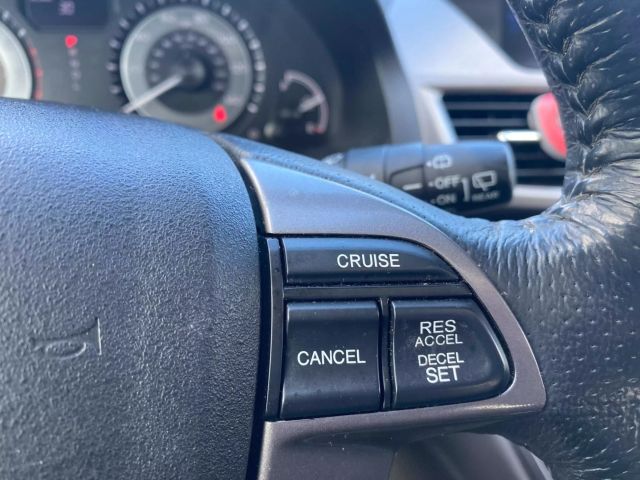 OFF
ON
REAR
CRUISE
CANCEL
RES
ACCEL
DECEL
SET